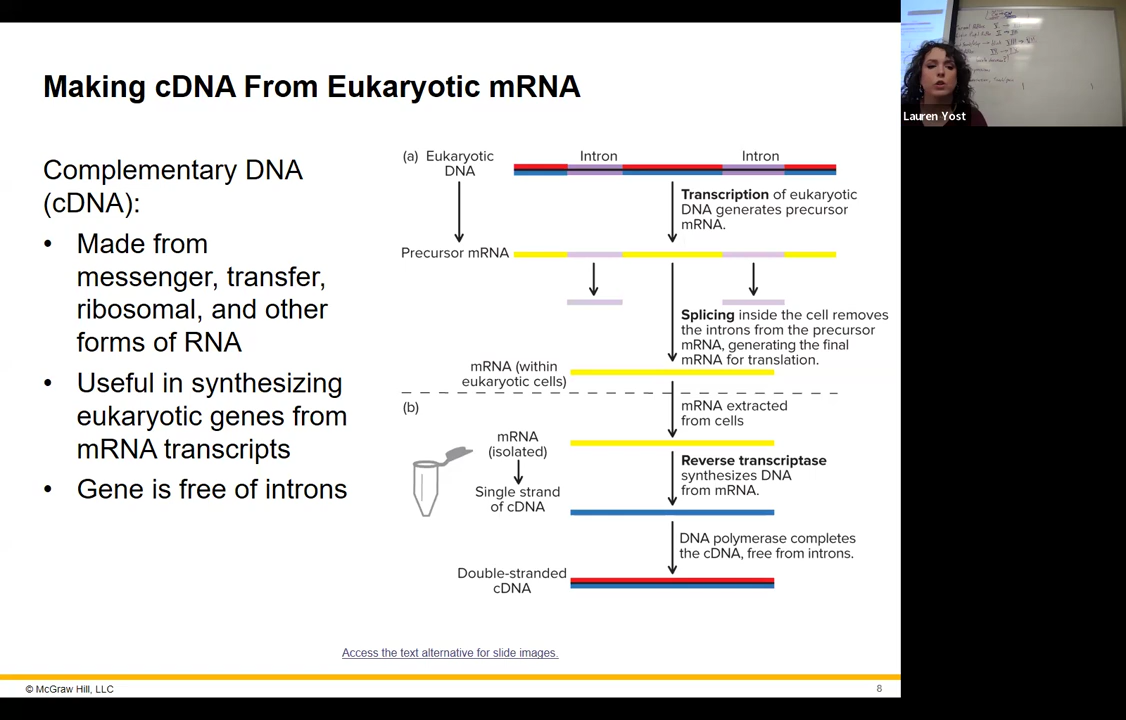 Making cDNA From Eukaryotic mRNA
Complementary DNA
(cDNA):
• Made from
messenger, transfer,
ribosomal, and other
forms of RNA
• Useful in synthesizing
eukaryotic genes from
mRNA transcripts
• Gene is free of introns
(a) Eukaryotic
DNA
Intron
Intron
Transcription of eukaryotic
DNA generates precursor
mRNA.
Precursor mRNA
Splicing inside the cell removes
the introns from the precursor
mRNA, generating the final
mRNA for translation.
mRNA (within
eukaryotic cells)
(b)
mRNA extracted
from cells
mRNA
(isolated)
Reverse transcriptase
synthesizes DNA
from mRNA.
Single strand
of cDNA
DNA polymerase completes
the cDNA, free from introns.
Double-stranded
cDNA
Access the text alternative for slide images.
© McGraw Hill, LLC
8
Lauren Yost